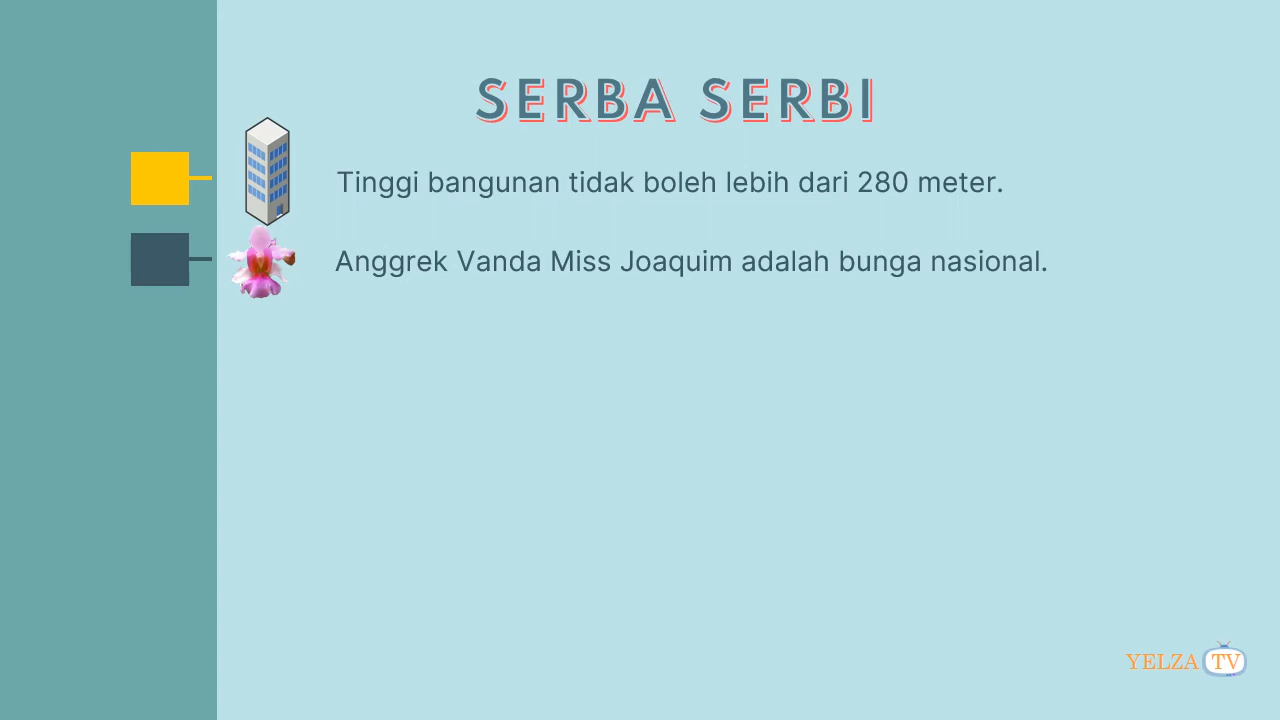 SERBA SERBI
Tinggi bangunan tidak boleh lebih dari 280 meter.
Anggrek Vanda Miss Joaquim adalah bunga nasional.
YELZA TV